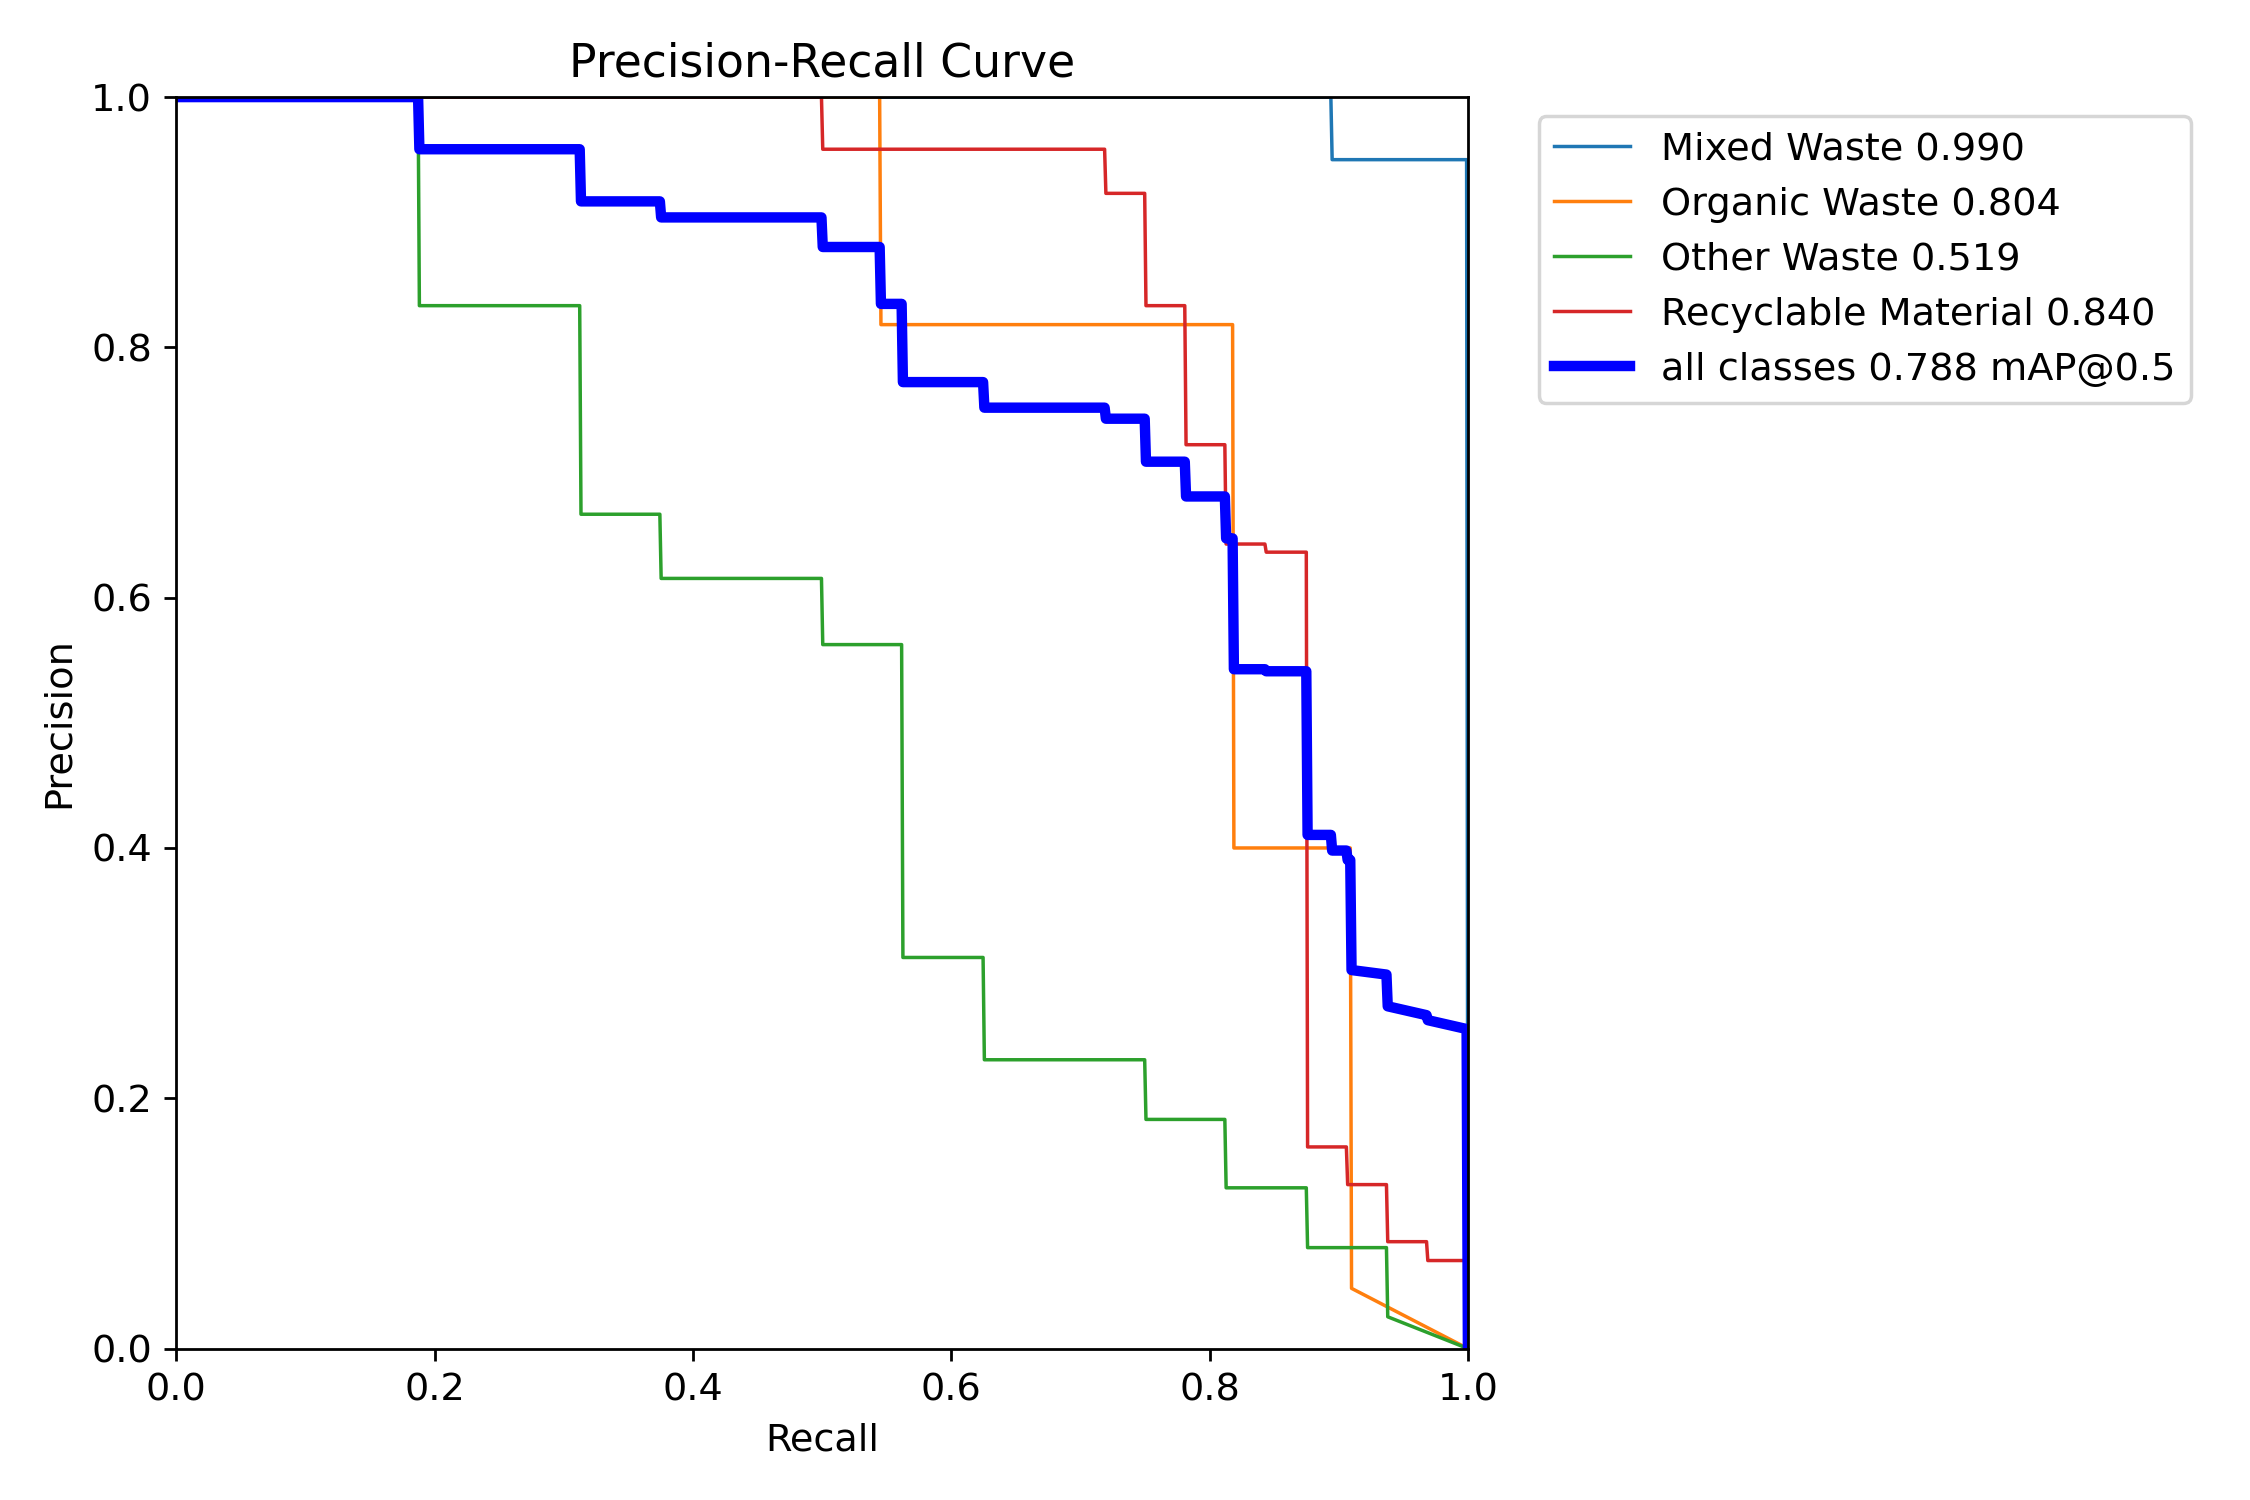 Precision-Recall Curve
1.0
0.8
0.6
0.4
0.2
0.0
Precision
0.0 0.2 0.4 0.6 0.8 1.0
Recall
Mixed Waste 0.990
Organic Waste 0.804
Other Waste 0.519
Recyclable Material 0.840
all classes 0.788 mAP@0.5